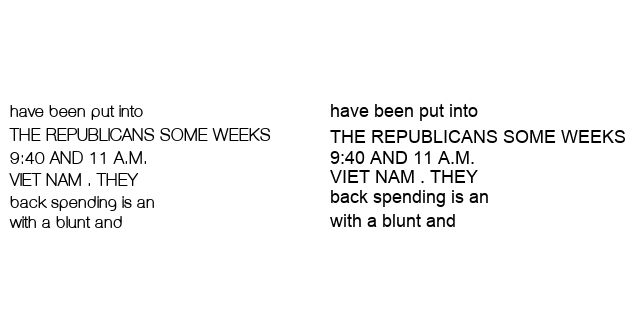 have been put into
THE REPUBLICANS SOME WEEKS
9:40 AND 11 A.M.
VIET NAM . THEY
back spending is an
with a blunt and
have been put into
THE REPUBLICANS SOME WEEKS
9:40 AND 11 A.M.
VIET NAM . THEY
back spending is an
with a blunt and